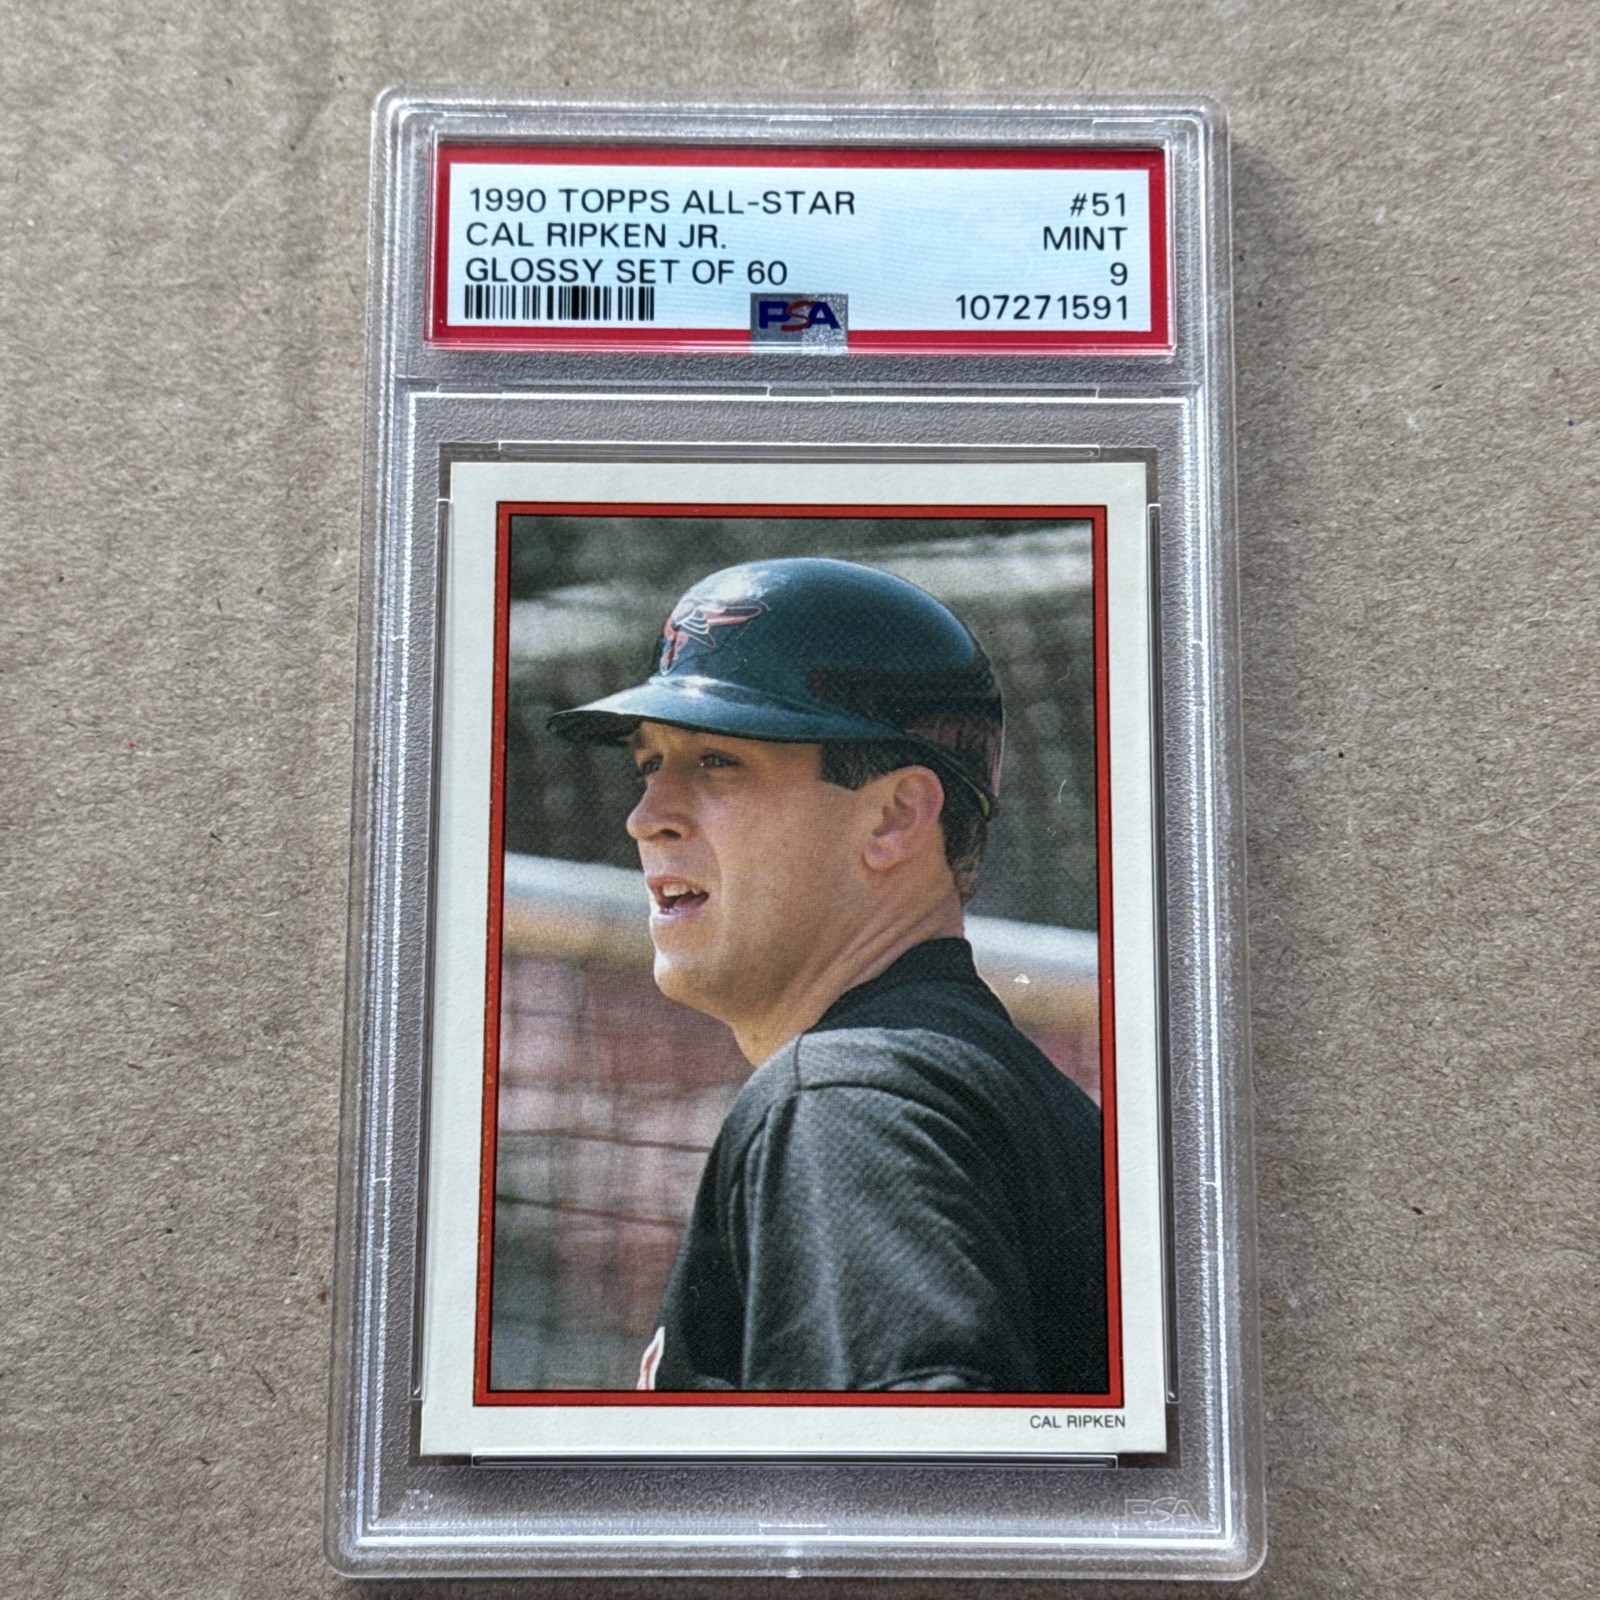 1990 TOPPS ALL-STAR #51
CAL RIPKEN JR. MINT
GLOSSY SET OF 60 9
PSA 107271591
CAL RIPKEN
PSA